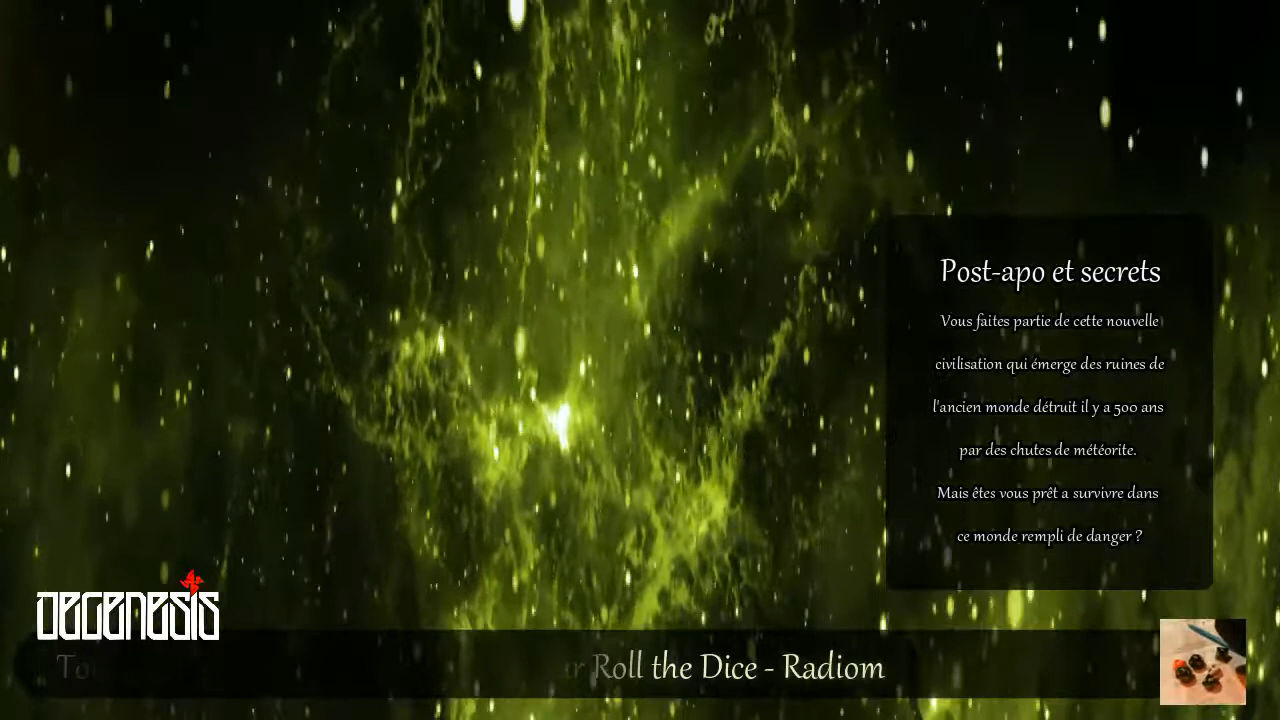 Post-apo et secrets
Vous faites partie de cette nouvelle
civilisation qui émerge des ruines de
l'ancien monde détruit il y a 500 ans
par des chutes de météorite.
Mais êtes vous prêt a survivre dans
ce monde rempli de danger ?
DEGENESIS
Roll the Dice - Radiom